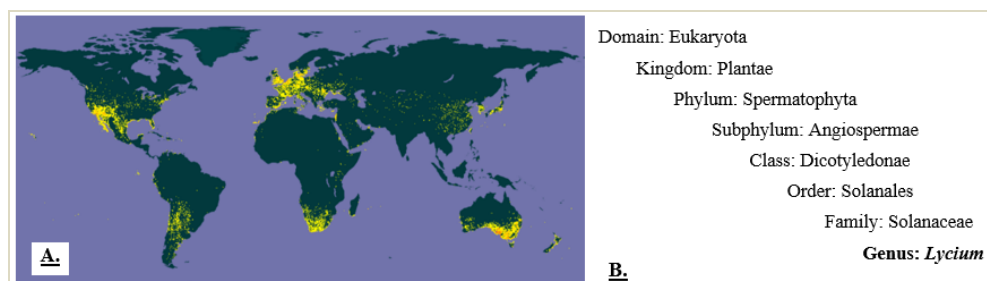 Domain: Eukaryota
Kingdom: Plantae
Phylum: Spermatophyta
Subphylum: Angiospermae
Class: Dicotyledonae
Order: Solanales
Family: Solanaceae
Genus: Lycium
A.
B.